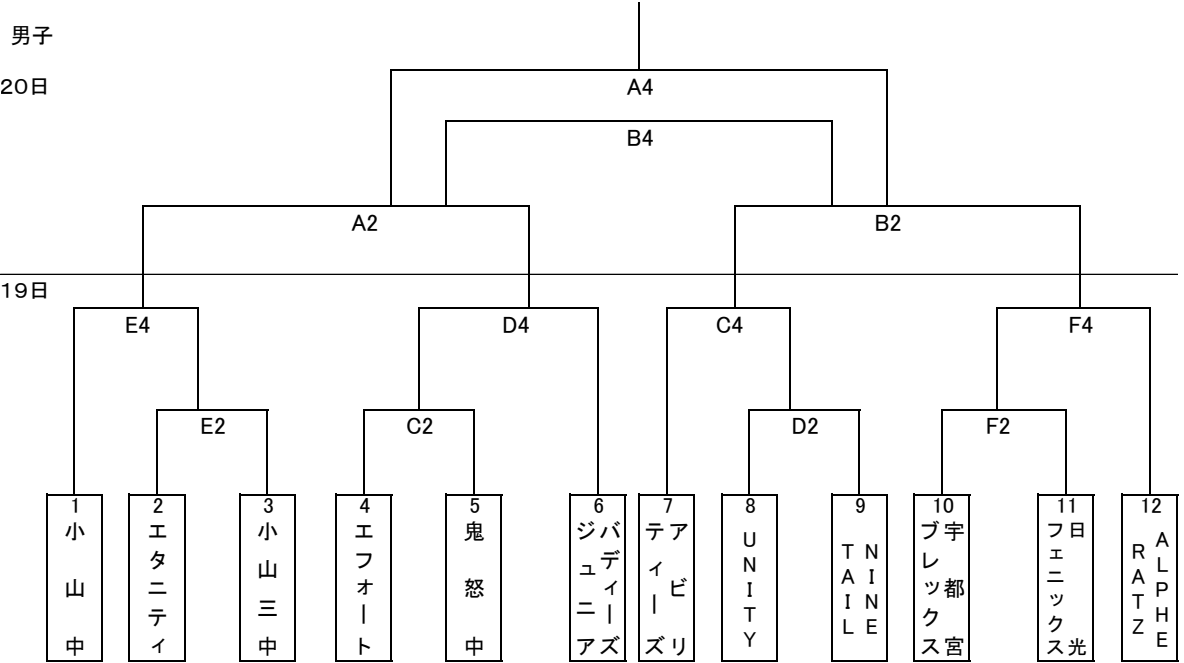 男子
20日
A4
B4
A2
B2
19日
E4
D4
C4
F4
E2
C2
D2
F2
1
小山中
2
エタニティ
3
小山三中
4
エフォート
5
鬼怒中
6
バディーズ
ジュニア
7
アビリ
ティーズ
8
UNITY
9
NINE
TAIL
10
宇都宮
ブレックス
11
日光
フェニックス
12
ALPHE
RATZ